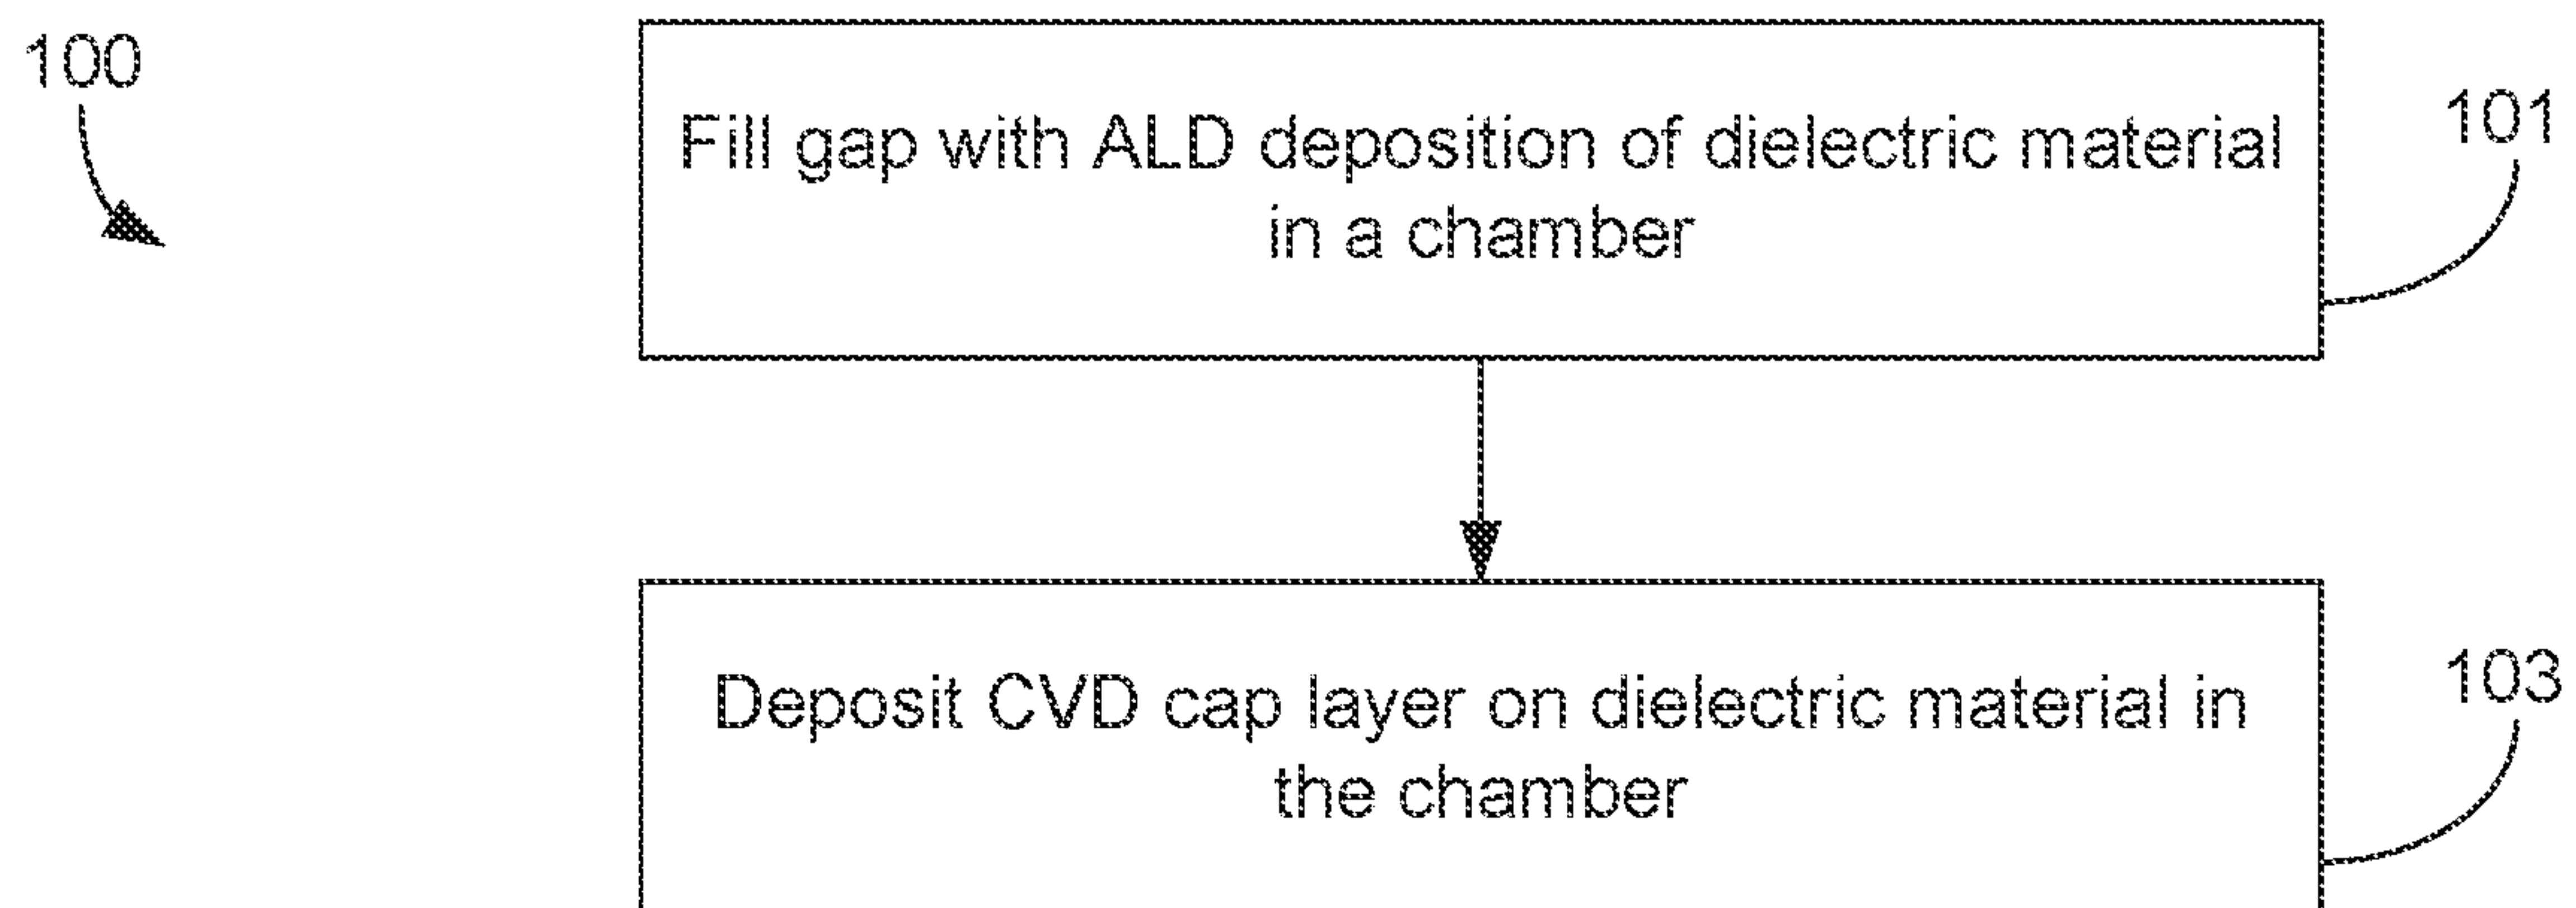 100
Fill gap with ALD deposition of dielectric material
in a chamber
101
Deposit CVD cap layer on dielectric material in
the chamber
103